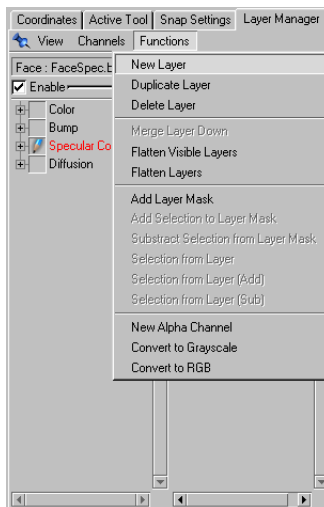 Coordinates Active Tool Snap Settings Layer Manager
View Channels Functions
Face : FaceSpec.b
Enable
Color
Bump
Specular Co
Diffusion
New Layer
Duplicate Layer
Delete Layer
Merge Layer Down
Flatten Visible Layers
Flatten Layers
Add Layer Mask
Add Selection to Layer Mask
Substract Selection from Layer Mask
Selection from Layer
Selection from Layer (Add)
Selection from Layer (Sub)
New Alpha Channel
Convert to Grayscale
Convert to RGB